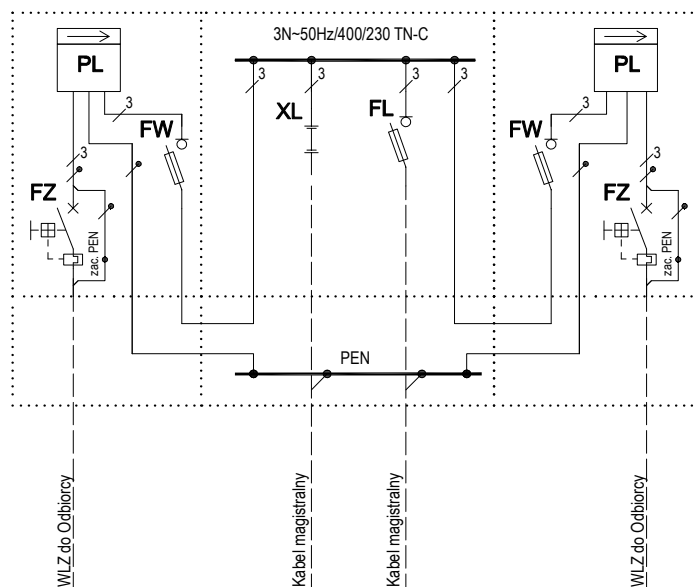 3N~50Hz/400/230 TN-C
PL
PL
3
3
3
3
3
3
XL
FL
FW
FW
3
3
FZ
FZ
zac. PEN
zac. PEN
PEN
WLZ do Odbiorcy
Kabel magistralny
Kabel magistralny
WLZ do Odbiorcy